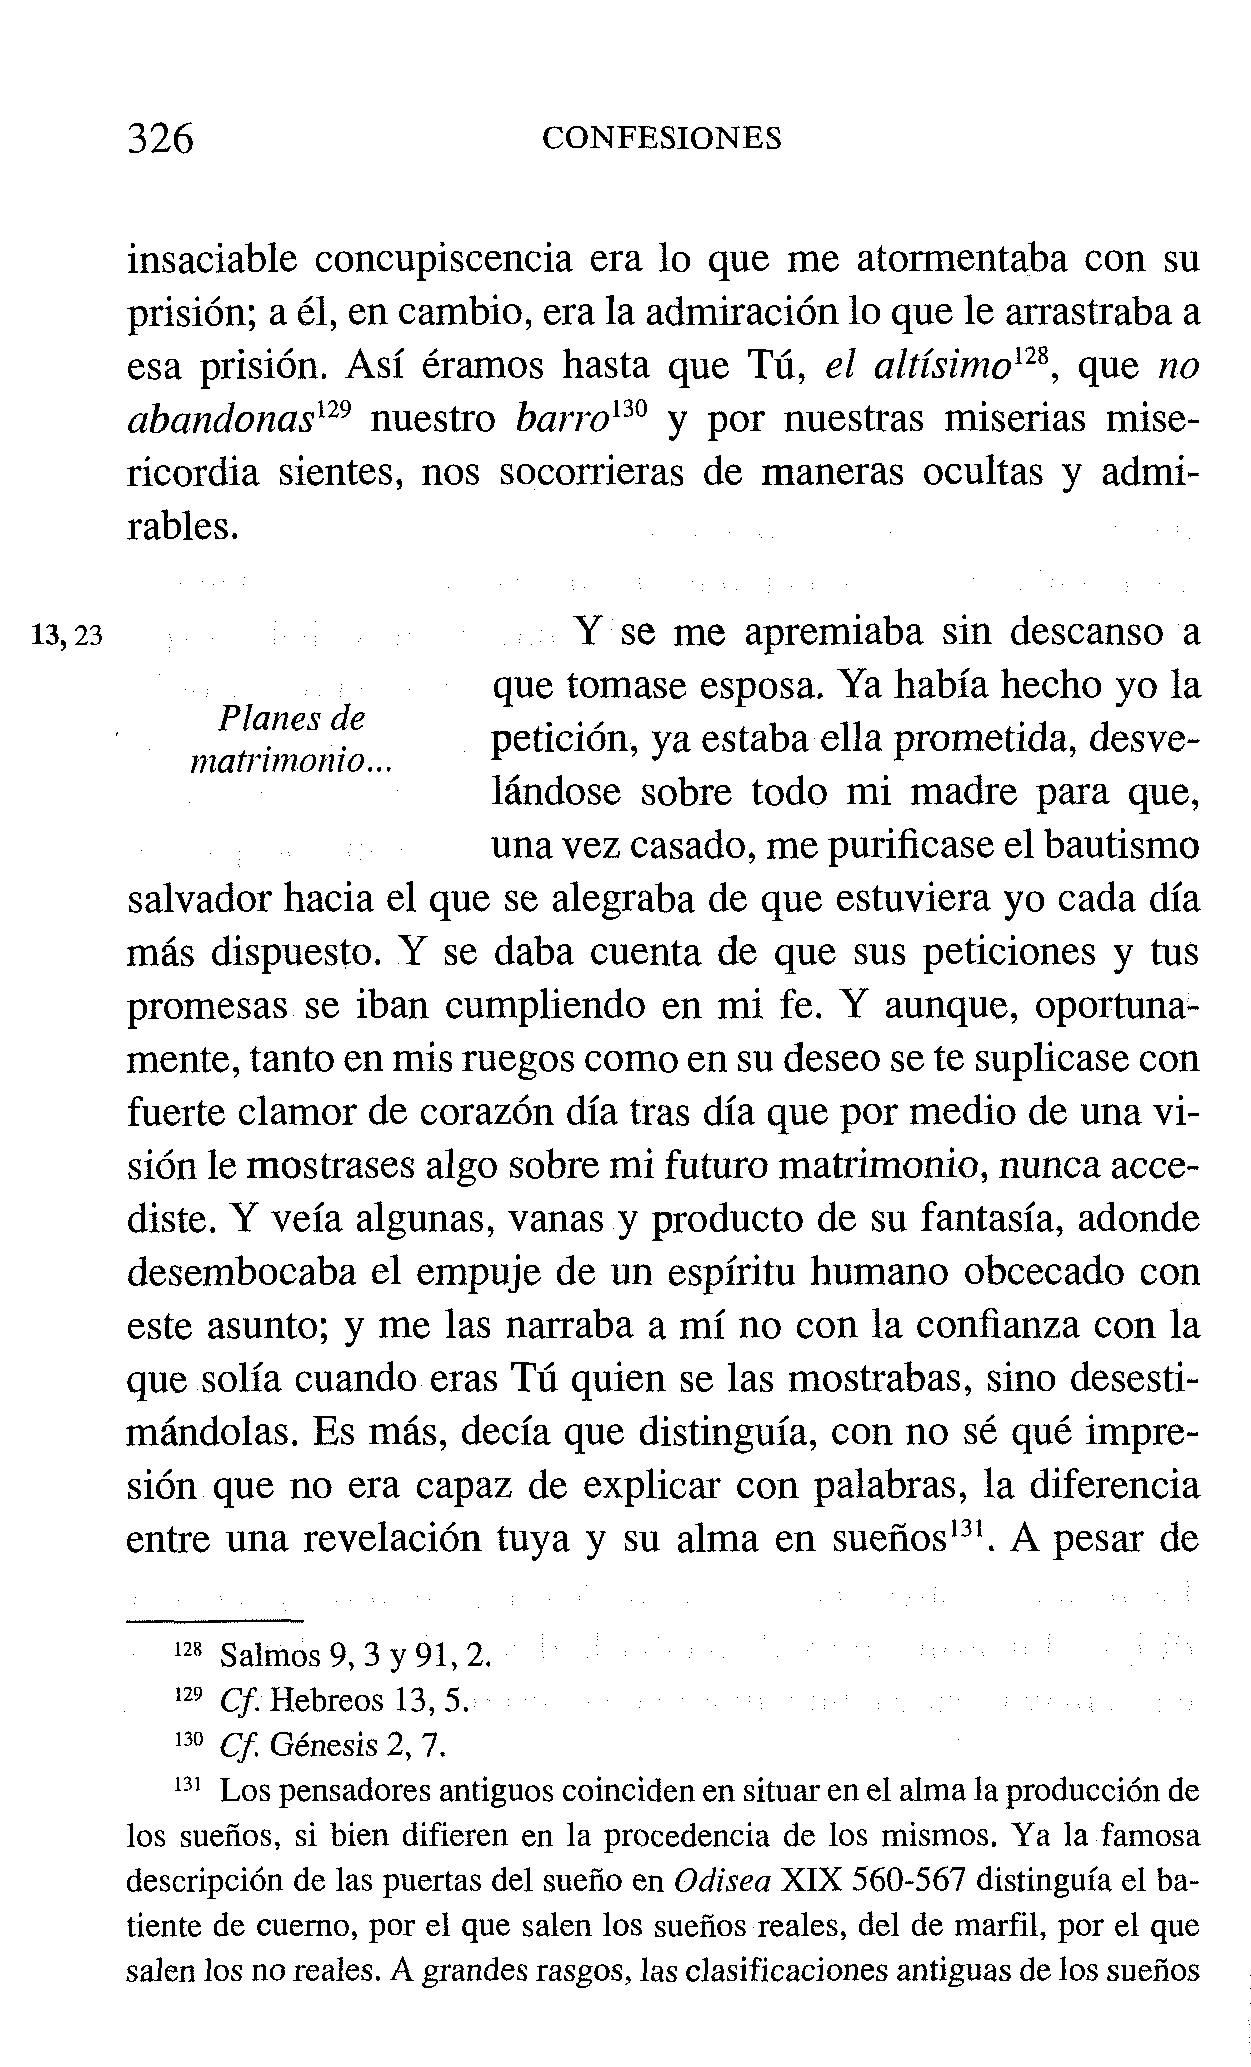 326 CONFESIONES
insaciable concupiscencia era lo que me atormentaba con su
prisión; a él, en cambio, era la admiración lo que le arrastraba a
esa prisión. Así éramos hasta que Tú, el altísimo¹²⁸, que no
abandonas¹²⁹ nuestro barro¹³⁰ y por nuestras miserias mise-
ricordia sientes, nos socorrieras de maneras ocultas y admi-
rables.
13, 23
Planes de
matrimonio...
Y se me apremiaba sin descanso a
que tomase esposa. Ya había hecho yo la
petición, ya estaba ella prometida, desve-
lándose sobre todo mi madre para que,
una vez casado, me purificase el bautismo
salvador hacia el que se alegraba de que estuviera yo cada día
más dispuesto. Y se daba cuenta de que sus peticiones y tus
promesas se iban cumpliendo en mi fe. Y aunque, oportuna-
mente, tanto en mis ruegos como en su deseo se te suplicase con
fuerte clamor de corazón día tras día que por medio de una vi-
sión le mostrases algo sobre mi futuro matrimonio, nunca acce-
diste. Y veía algunas, vanas y producto de su fantasía, adonde
desembocaba el empuje de un espíritu humano obcecado con
este asunto; y me las narraba a mí no con la confianza con la
que solía cuando eras Tú quien se las mostrabas, sino desesti-
mándolas. Es más, decía que distinguía, con no sé qué impre-
sión que no era capaz de explicar con palabras, la diferencia
entre una revelación tuya y su alma en sueños¹³¹. A pesar de
¹²⁸ Salmos 9, 3 y 91, 2.
¹²⁹ Cf. Hebreos 13, 5.
¹³⁰ Cf. Génesis 2, 7.
¹³¹ Los pensadores antiguos coinciden en situar en el alma la producción de
los sueños, si bien difieren en la procedencia de los mismos. Ya la famosa
descripción de las puertas del sueño en Odisea XIX 560-567 distinguía el ba-
tiente de cuerno, por el que salen los sueños reales, del de marfil, por el que
salen los no reales. A grandes rasgos, las clasificaciones antiguas de los sueños